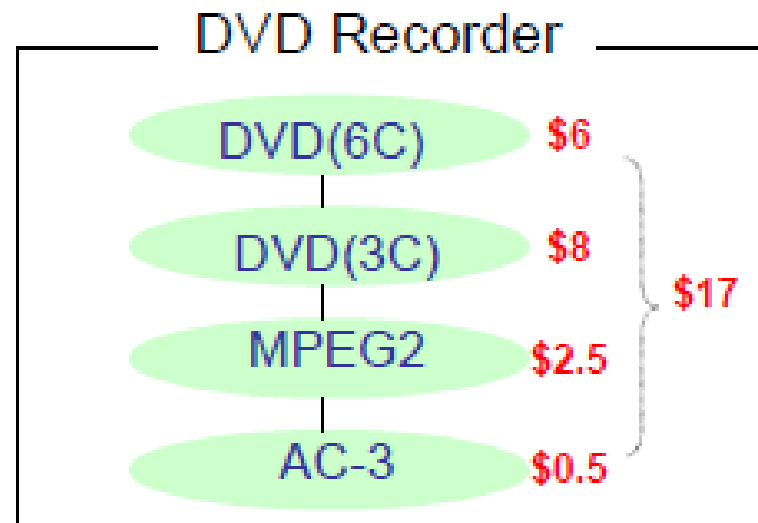 DVD Recorder
DVD(6C) $6
DVD(3C) $8
$17
MPEG2 $2.5
AC-3 $0.5